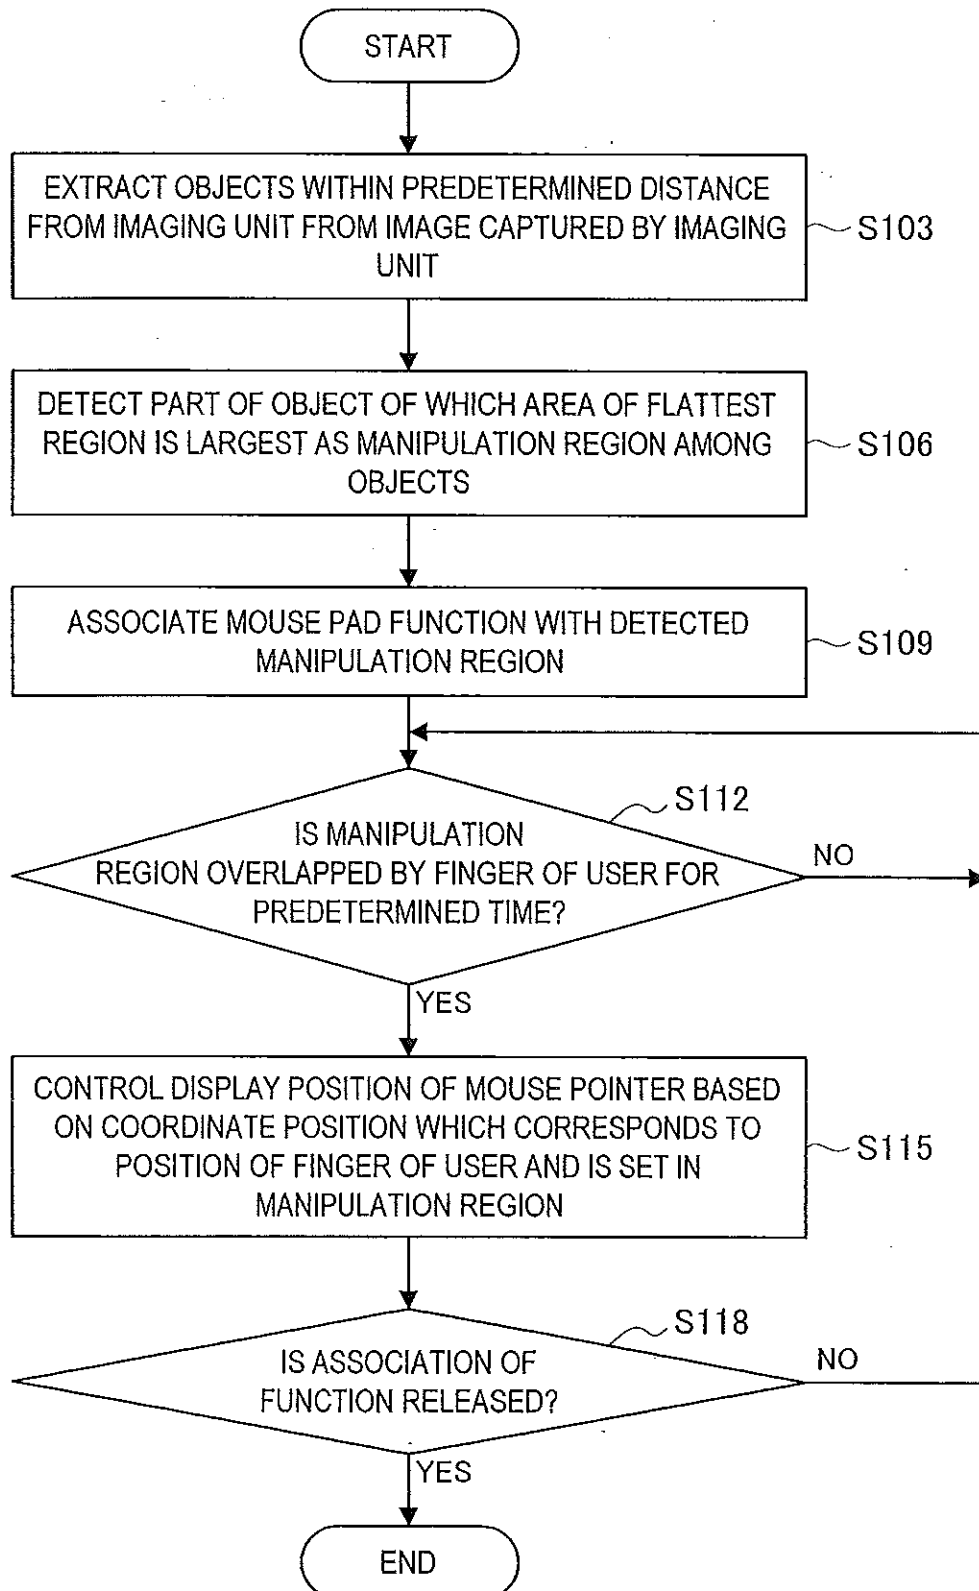 START
EXTRACT OBJECTS WITHIN PREDETERMINED DISTANCE
FROM IMAGING UNIT FROM IMAGE CAPTURED BY IMAGING
UNIT
S103
DETECT PART OF OBJECT OF WHICH AREA OF FLATTEST
REGION IS LARGEST AS MANIPULATION REGION AMONG
OBJECTS
S106
ASSOCIATE MOUSE PAD FUNCTION WITH DETECTED
MANIPULATION REGION
S109
S112
IS MANIPULATION
REGION OVERLAPPED BY FINGER OF USER FOR
PREDETERMINED TIME?
NO
YES
CONTROL DISPLAY POSITION OF MOUSE POINTER BASED
ON COORDINATE POSITION WHICH CORRESPONDS TO
POSITION OF FINGER OF USER AND IS SET IN
MANIPULATION REGION
S115
S118
IS ASSOCIATION OF
FUNCTION RELEASED?
NO
YES
END